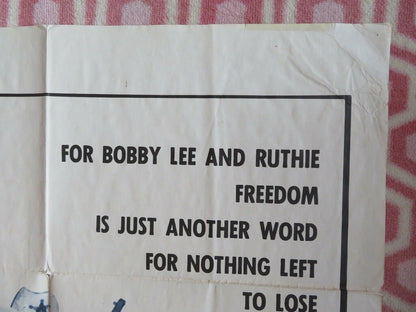 FOR BOBBY LEE AND RUTHIE
FREEDOM
IS JUST ANOTHER WORD
FOR NOTHING LEFT
TO LOSE